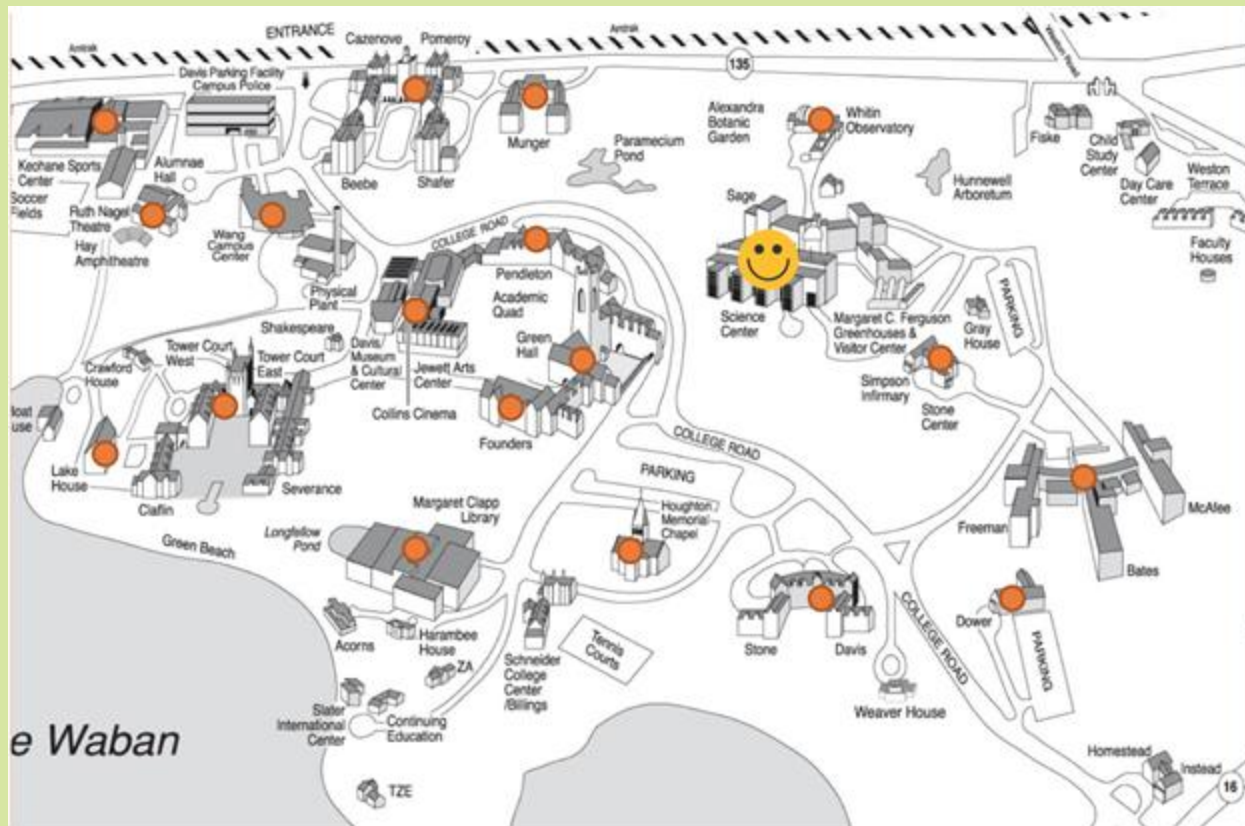 ENTRANCE
Amtrak
Amtrak
Weston Road
135
Cazenove
Pomeroy
Davis Parking Facility
Campus Police
Keohane Sports
Center
Alumnae
Hall
Soccer
Fields
Ruth Nagel
Theatre
Hay
Amphitheatre
Wang
Campus
Center
Beebe
Shafer
Munger
Paramecium
Pond
Alexandra
Botanic
Garden
Whitin
Observatory
Hunnewell
Arboretum
Fiske
Child
Study
Center
Day Care
Center
Weston
Terrace
Faculty
Houses
COLLEGE ROAD
Physical
Plant
Pendleton
Academic
Quad
Sage
Science
Center
Margaret C. Ferguson
Greenhouses &
Visitor Center
Gray
House
PARKING
Simpson
Infirmary
Stone
Center
Shakespeare
Tower Court
West
Tower Court
East
Crawford
House
Davis
Museum
& Cultural
Center
Jewett Arts
Center
Collins Cinema
Green
Hall
Founders
oat
use
Lake
House
Claflin
Severance
Green Beach
COLLEGE ROAD
PARKING
Margaret Clapp
Library
Longfellow
Pond
Houghton
Memorial
Chapel
Freeman
McAfee
Bates
Dower
PARKING
Acorns
Harambee
House
ZA
Schneider
College
Center
/Billings
Tennis
Courts
Stone
Davis
COLLEGE ROAD
Weaver House
Slater
International
Center
Continuing
Education
e Waban
TZE
Homestead
Instead
16